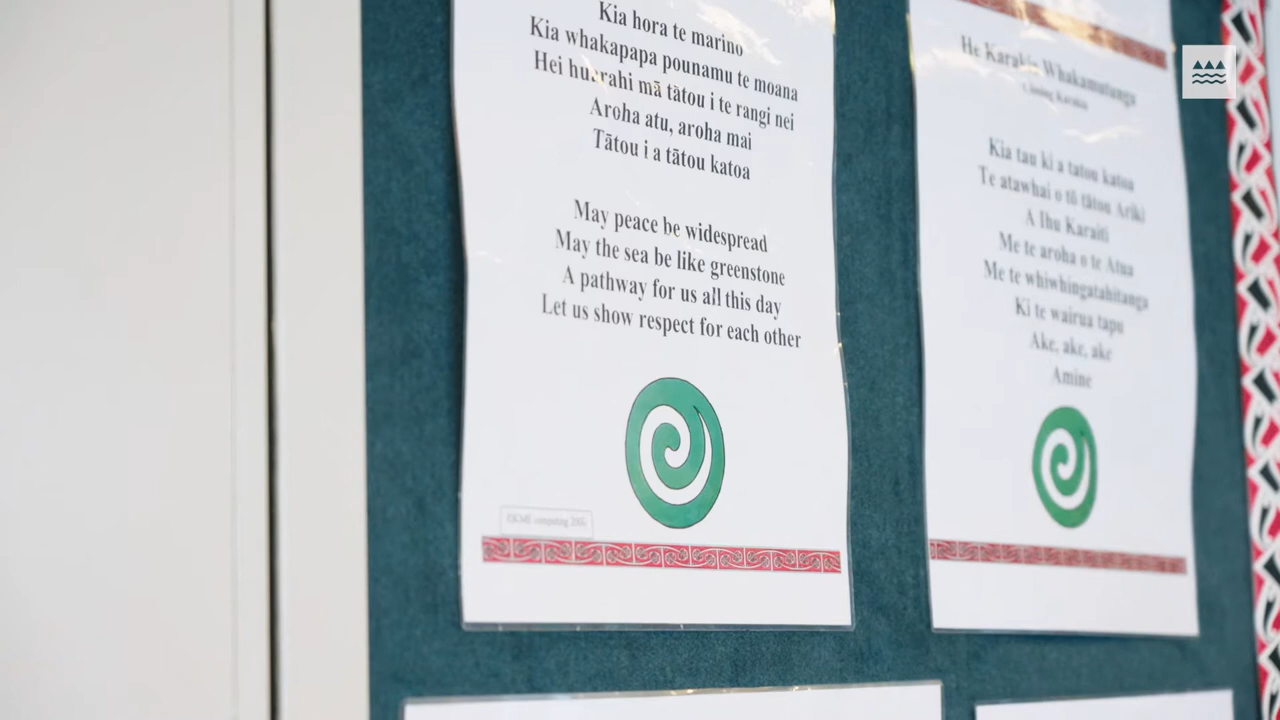 Kia hora te marino
Kia whakapapa pounamu te moana
Hei huarahi mā tātou i te rangi nei
Aroha atu, aroha mai
Tātou i a tātou katoa
May peace be widespread
May the sea be like greenstone
A pathway for us all this day
Let us show respect for each other
computing 2005
He Karakia Whakamutunga
Closing Karakia
Kia tau ki a tatou katoa
Te atawhai o tō tātou Ariki
A Ihu Karaiti
Me te aroha o te Atua
Me te whiwhingatahitanga
Ki te wairua tapu
Ake, ake, ake
Amine